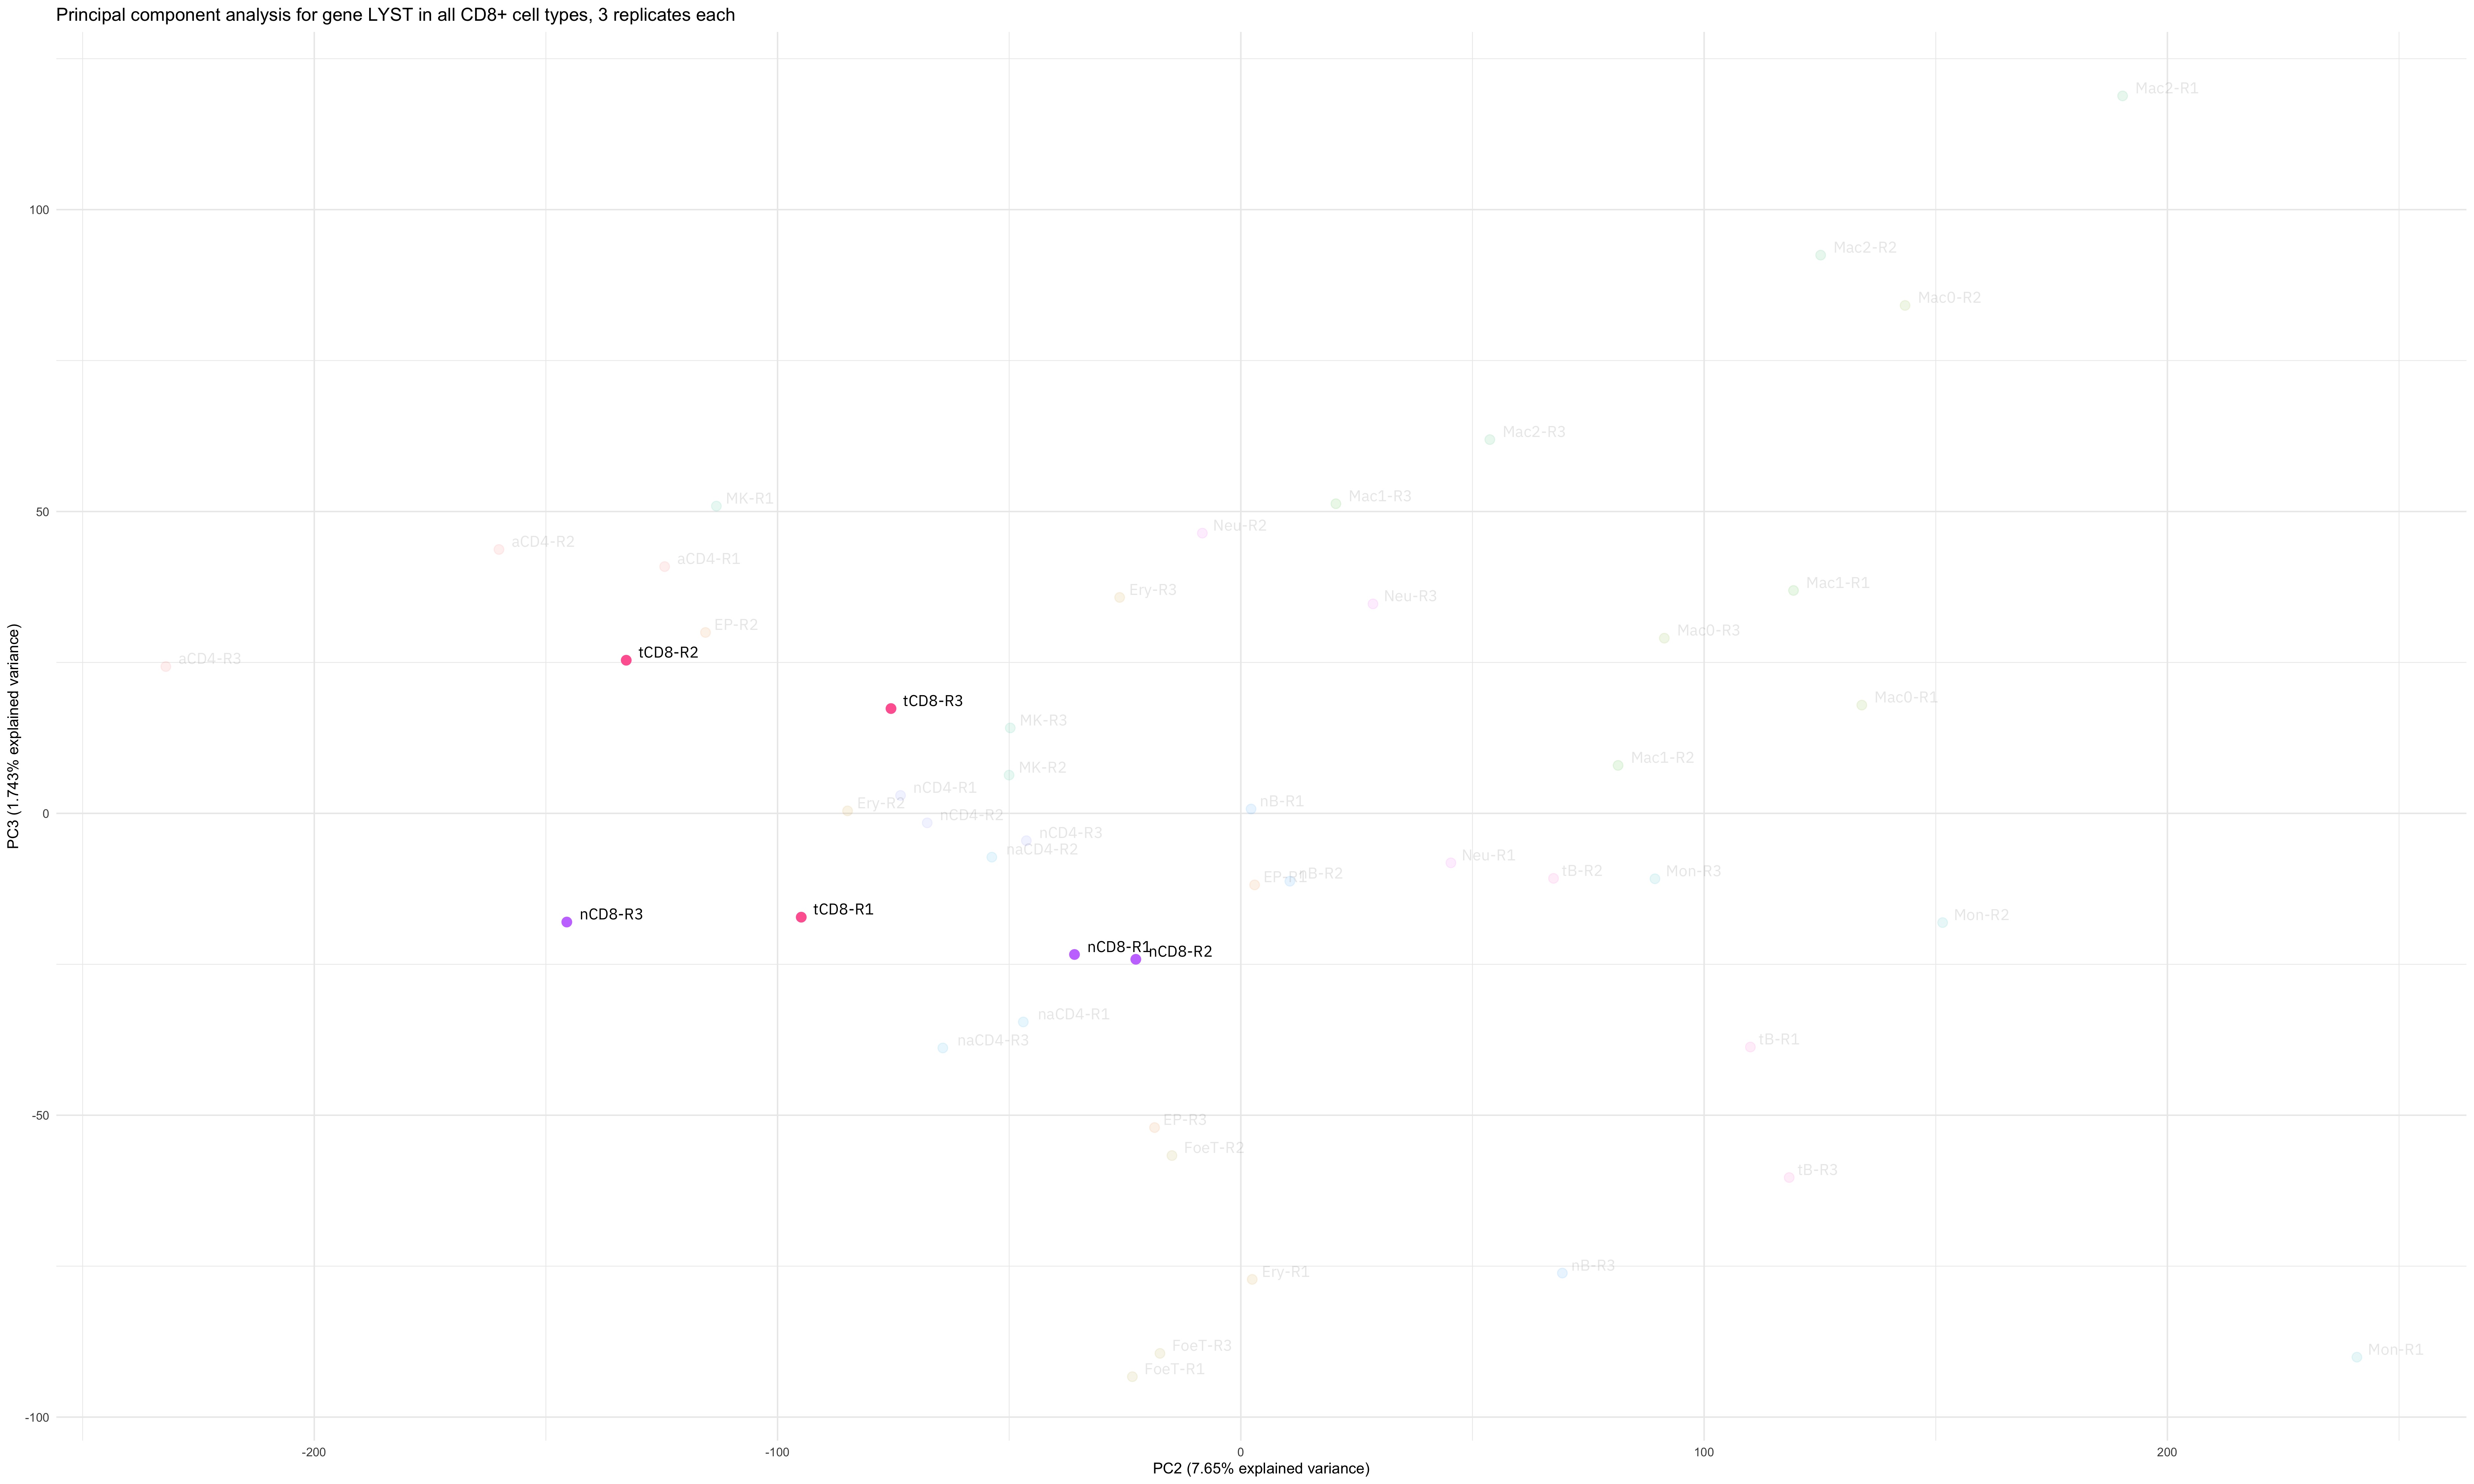 Principal component analysis for gene LYST in all CD8+ cell types, 3 replicates each
Mac2-R1
100
Mac2-R2
Mac0-R2
Mac2-R3
Mac1-R3
MK-R1
50
Neu-R2
aCD4-R2
aCD4-R1
Mac1-R1
Ery-R3
Neu-R3
EP-R2
Mac0-R3
tCD8-R2
aCD4-R3
tCD8-R3
Mac0-R1
MK-R3
Mac1-R2
MK-R2
nCD4-R1
nB-R1
Ery-R2
0
nCD4-R2
nCD4-R3
naCD4-R2
Neu-R1
tB-R2
Mon-R3
EP-R1
nB-R2
tCD8-R1
nCD8-R3
Mon-R2
nCD8-R1
nCD8-R2
naCD4-R1
naCD4-R3
tB-R1
-50
EP-R3
FoeT-R2
tB-R3
nB-R3
Ery-R1
FoeT-R3
Mon-R1
FoeT-R1
-100
PC3 (1.743% explained variance)
-200
-100
0
100
200
PC2 (7.65% explained variance)